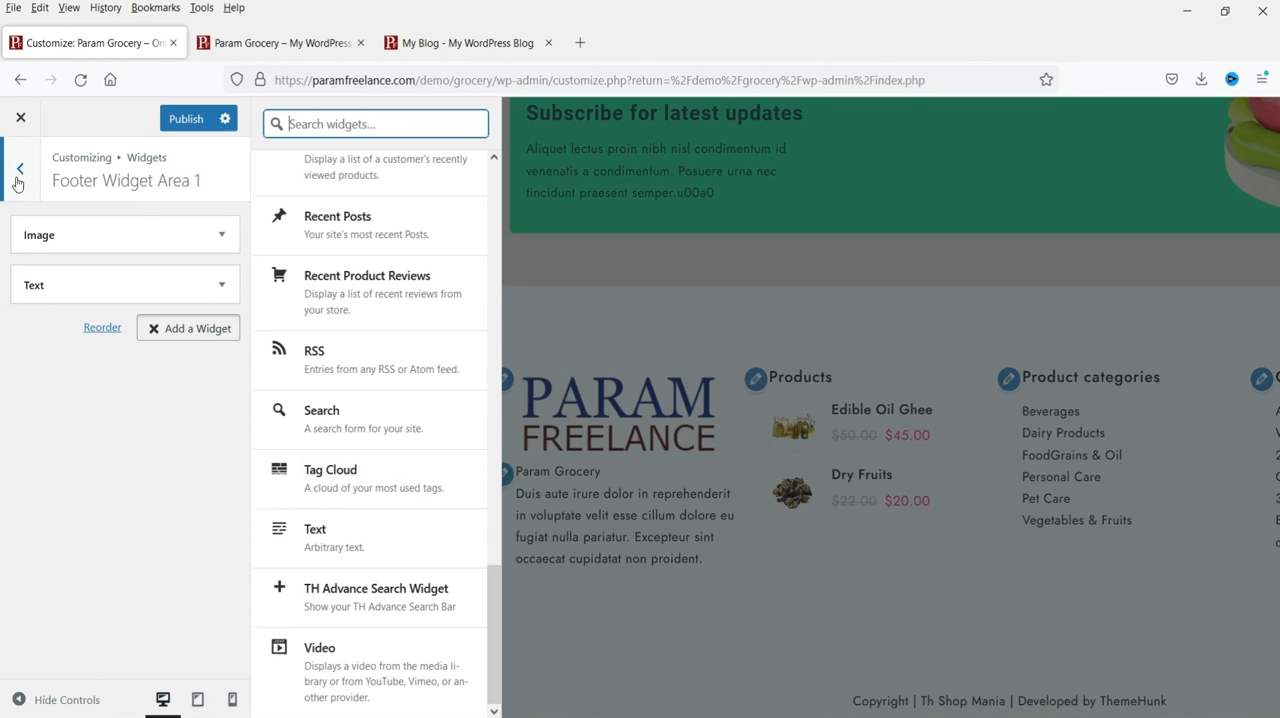 File Edit View History Bookmarks Tools Help
Customize: Param Grocery – On
Param Grocery – My WordPress
My Blog - My WordPress Blog
https://paramfreelance.com/demo/grocery/wp-admin/customize.php?return=%2Fdemo%2Fgrocery%2Fwp-admin%2Findex.php
Publish
Customizing • Widgets
Footer Widget Area 1
Image
Text
Reorder
Add a Widget
Hide Controls
Search widgets...
Display a list of a customer's recently
viewed products.
Recent Posts
Your site's most recent Posts.
Recent Product Reviews
Display a list of recent reviews from
your store.
RSS
Entries from any RSS or Atom feed.
Search
A search form for your site.
Tag Cloud
A cloud of your most used tags.
Text
Arbitrary text.
TH Advance Search Widget
Show your TH Advance Search Bar
Video
Displays a video from the media li-
brary or from YouTube, Vimeo, or an-
other provider.
Subscribe for latest updates
Aliquet lectus proin nibh nisl condimentum id
venenatis a condimentum. Posuere urna nec
tincidunt praesent semper.u00a0
PARAM
FREELANCE
Param Grocery
Duis aute irure dolor in reprehenderit
in voluptate velit esse cillum dolore eu
fugiat nulla pariatur. Excepteur sint
occaecat cupidatat non proident.
Products
Edible Oil Ghee
$50.00 $45.00
Dry Fruits
$22.00 $20.00
Product categories
Beverages
Dairy Products
FoodGrains & Oil
Personal Care
Pet Care
Vegetables & Fruits
Copyright | Th Shop Mania | Developed by ThemeHunk